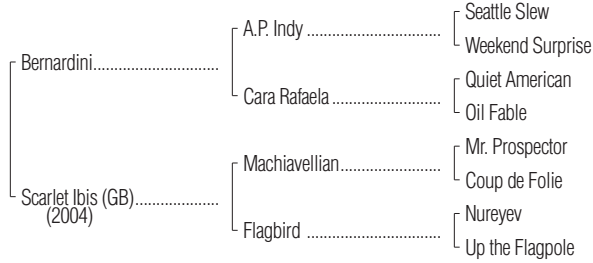 Seattle Slew
A.P. Indy ..................................
Weekend Surprise
Bernardini................................
Quiet American
Cara Rafaela ...........................
Oil Fable
Mr. Prospector
Machiavellian.........................
Coup de Folie
Scarlet Ibis (GB).....................
(2004)
Nureyev
Flagbird ..................................
Up the Flagpole